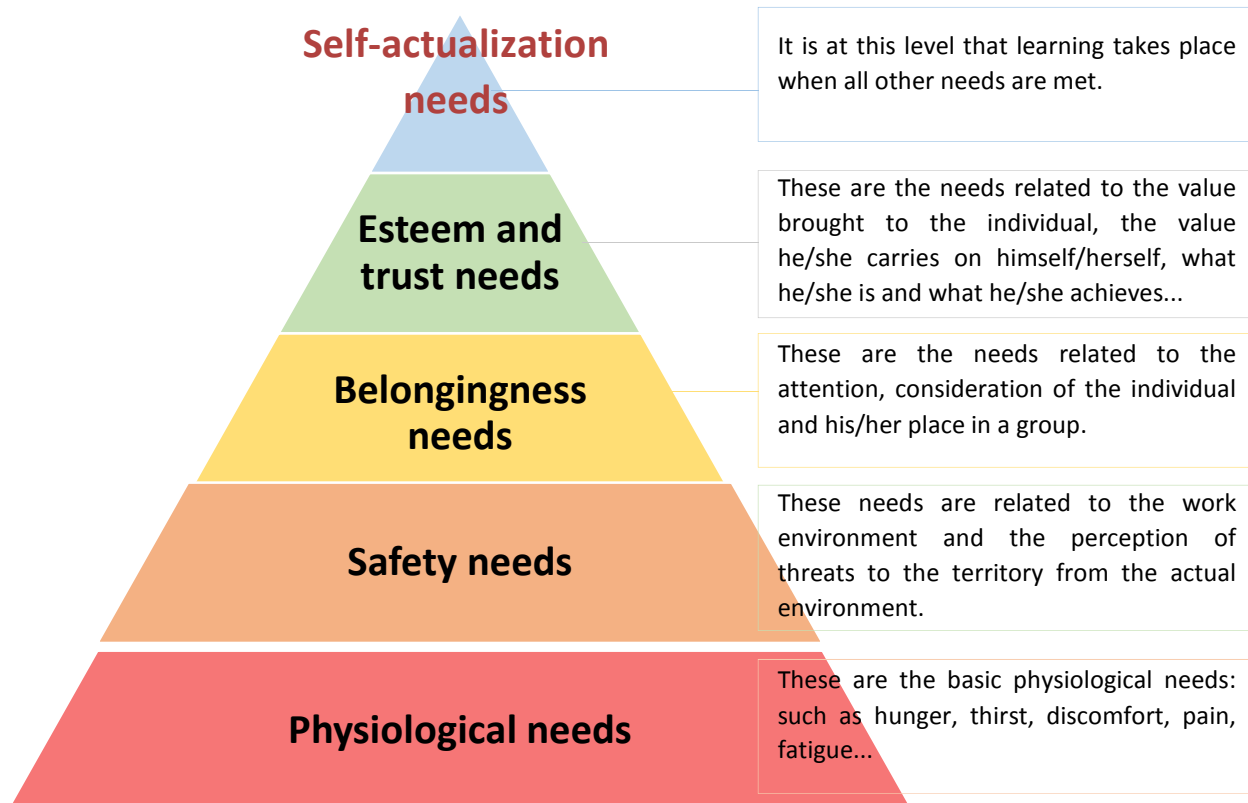 Self-actualization
needs
It is at this level that learning takes place
when all other needs are met.
Esteem and
trust needs
These are the needs related to the value
brought to the individual, the value
he/she carries on himself/herself, what
he/she is and what he/she achieves...
Belongingness
needs
These are the needs related to the
attention, consideration of the individual
and his/her place in a group.
Safety needs
These needs are related to the work
environment and the perception of
threats to the territory from the actual
environment.
Physiological needs
These are the basic physiological needs:
such as hunger, thirst, discomfort, pain,
fatigue...